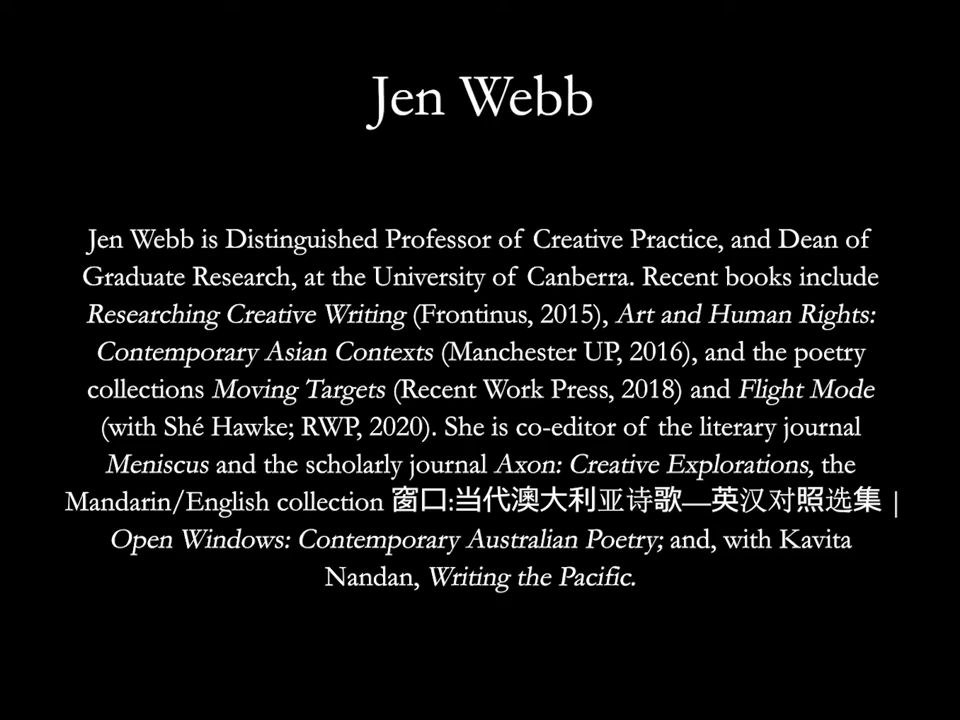 Jen Webb
Jen Webb is Distinguished Professor of Creative Practice, and Dean of
Graduate Research, at the University of Canberra. Recent books include
Researching Creative Writing (Frontinus, 2015), Art and Human Rights:
Contemporary Asian Contexts (Manchester UP, 2016), and the poetry
collections Moving Targets (Recent Work Press, 2018) and Flight Mode
(with Shé Hawke; RWP, 2020). She is co-editor of the literary journal
Meniscus and the scholarly journal Axon: Creative Explorations, the
Mandarin/English collection 窗口:当代澳大利亚诗歌—英汉对照选集 |
Open Windows: Contemporary Australian Poetry; and, with Kavita
Nandan, Writing the Pacific.